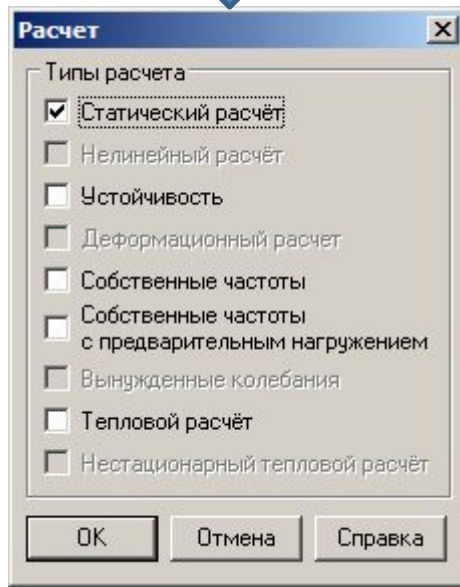 Расчет
Типы расчета
Статический расчёт
Нелинейный расчёт
Устойчивость
Деформационный расчет
Собственные частоты
Собственные частоты
с предварительным нагружением
Вынужденные колебания
Тепловой расчёт
Нестационарный тепловой расчёт
OK Отмена Справка